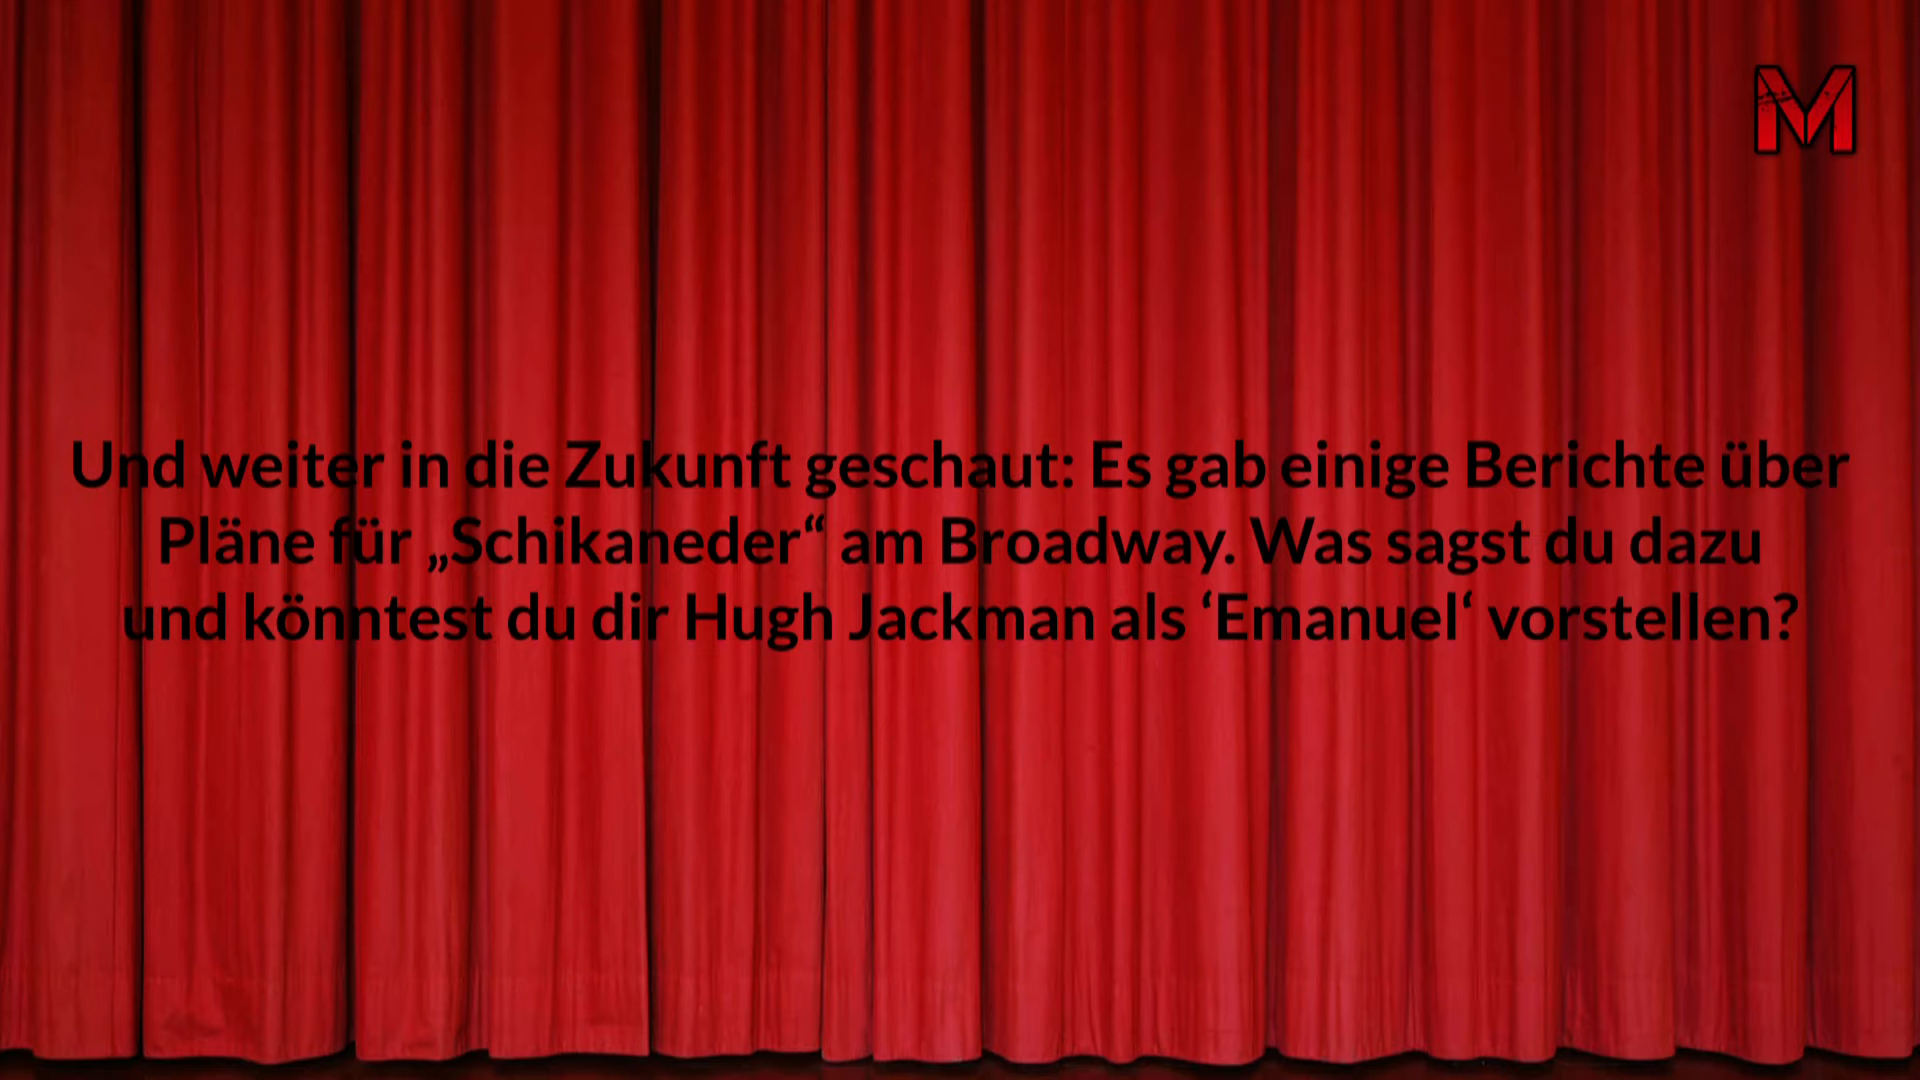 M
Und weiter in die Zukunft geschaut: Es gab einige Berichte über
Pläne für „Schikaneder“ am Broadway. Was sagst du dazu
und könntest du dir Hugh Jackman als ‘Emanuel‘ vorstellen?